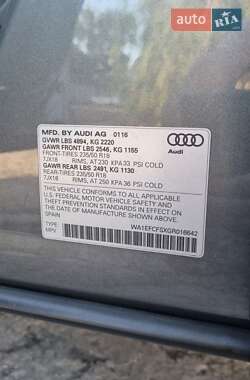 AUTO.RIA
MFD. BY AUDI AG 0116
GVWR LBS 4894, KG 2220
GAWR FRONT LBS 2546, KG 1155
FRONT-TIRES 235/60 R18
7JX18 RIMS, AT 230 KPA 33 PSI COLD
GAWR REAR LBS 2491, KG 1130
REAR-TIRES 235/60 R18
7JX18 RIMS, AT 250 KPA 36 PSI COLD
THIS VEHICLE CONFORMS TO ALL APPLICABLE
U.S. FEDERAL MOTOR VEHICLE SAFETY AND
THEFT PREVENTION STANDARDS IN EFFECT ON
THE DATE OF MANUFACTURE SHOWN ABOVE
SPAIN
TYPE: WA1EFCFSXGR016642
MPV
Audi